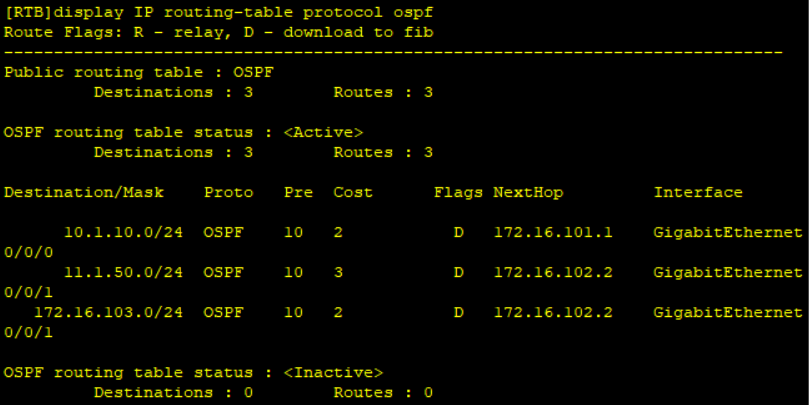 [RTB]display IP routing-table protocol ospf
Route Flags: R - relay, D - download to fib
------------------------------------------------------------------------------
Public routing table : OSPF
         Destinations : 3        Routes : 3
OSPF routing table status : <Active>
         Destinations : 3        Routes : 3
Destination/Mask    Proto   Pre  Cost         Flags NextHop         Interface
      10.1.10.0/24  OSPF    10   2              D   172.16.101.1    GigabitEthernet
0/0/0
      11.1.50.0/24  OSPF    10   3              D   172.16.102.2    GigabitEthernet
0/0/1
   172.16.103.0/24  OSPF    10   2              D   172.16.102.2    GigabitEthernet
0/0/1
OSPF routing table status : <Inactive>
         Destinations : 0        Routes : 0